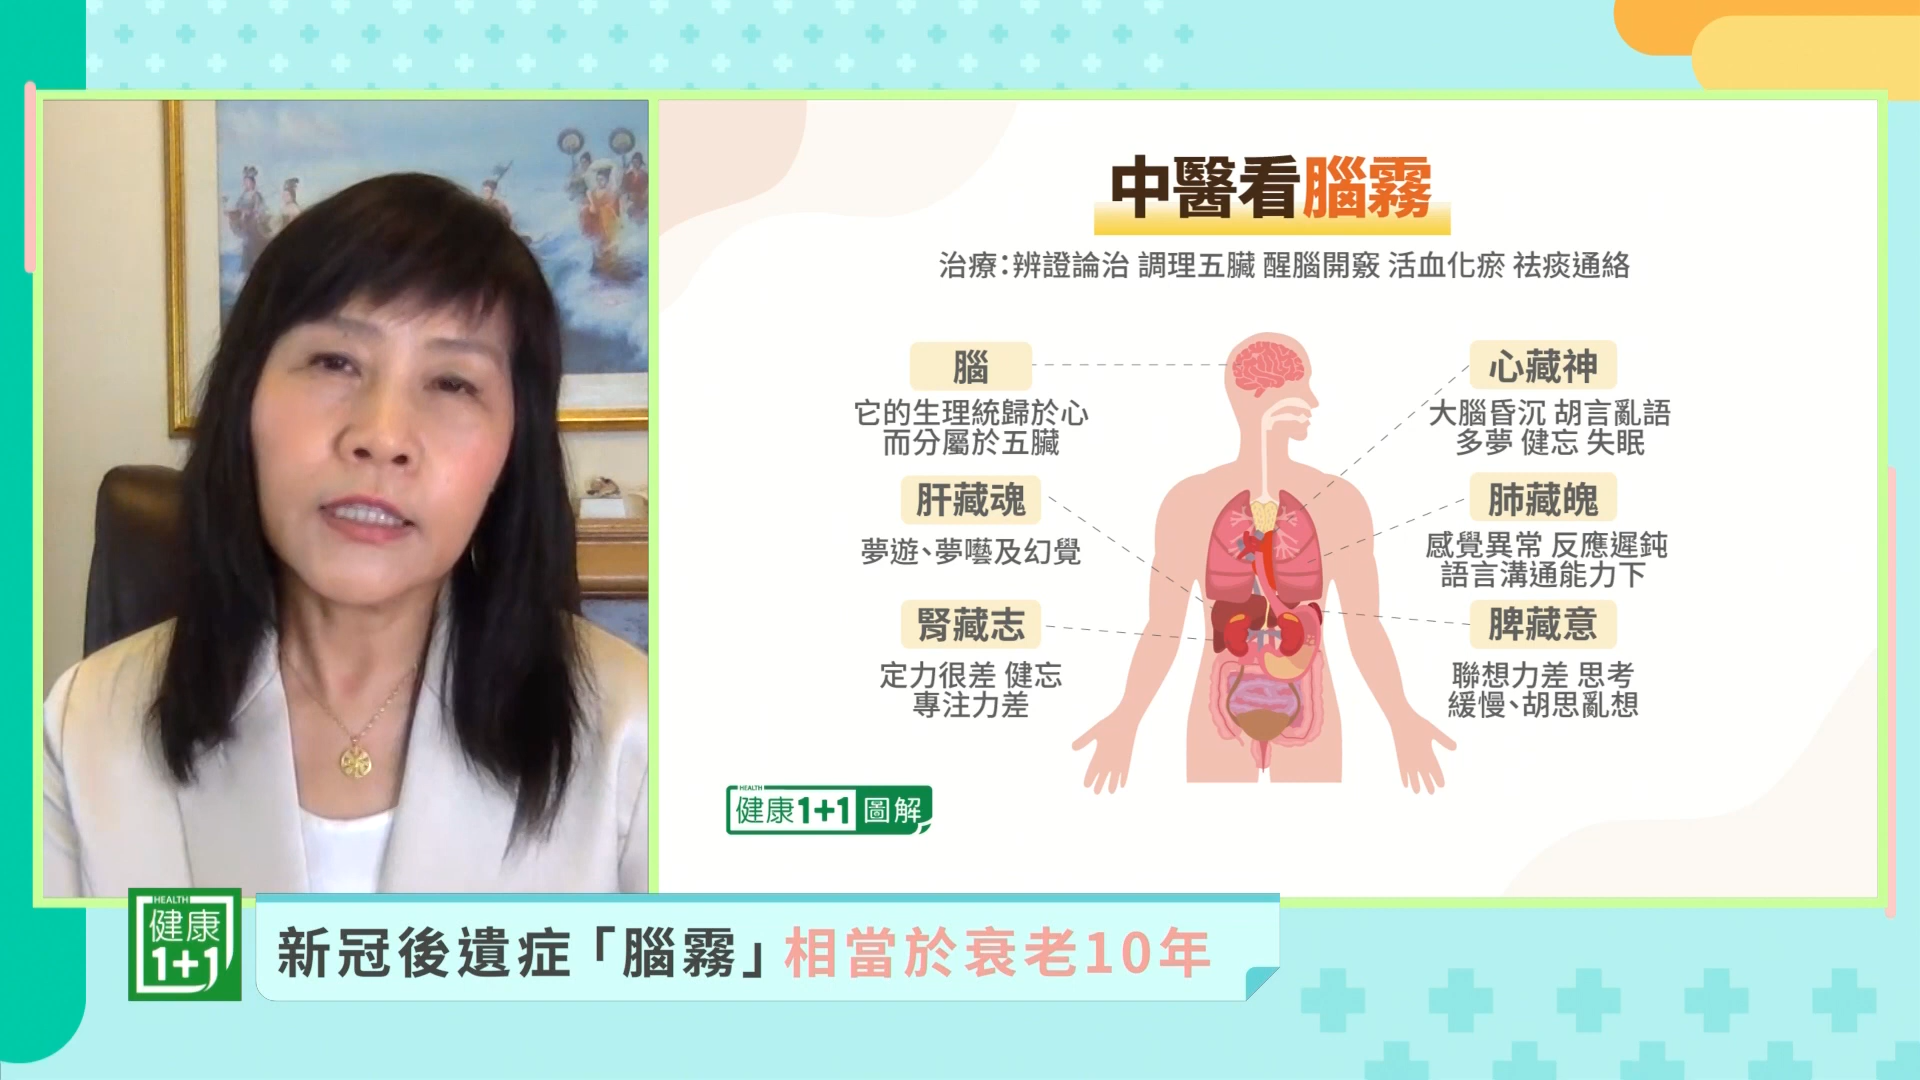 中醫看腦霧
治療：辨證論治 調理五臟 醒腦開竅 活血化瘀 祛痰通絡
腦
它的生理統歸於心
而分屬於五臟
肝藏魂
夢遊、夢囈及幻覺
腎藏志
定力很差 健忘
專注力差
心藏神
大腦昏沉 胡言亂語
多夢 健忘 失眠
肺藏魄
感覺異常 反應遲鈍
語言溝通能力下
脾藏意
聯想力差 思考
緩慢、胡思亂想
HEALTH
健康1+1 圖解
HEALTH
健康
1+1
新冠後遺症「腦霧」相當於衰老10年